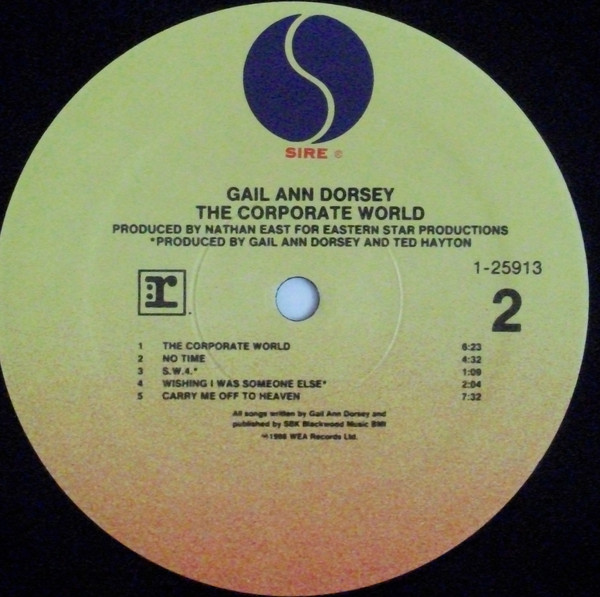 SIRE ®
GAIL ANN DORSEY
THE CORPORATE WORLD
PRODUCED BY NATHAN EAST FOR EASTERN STAR PRODUCTIONS
*PRODUCED BY GAIL ANN DORSEY AND TED HAYTON
1-25913
:r.
2
1 THE CORPORATE WORLD 6:23
2 NO TIME 4:32
3 S.W.4.* 1:09
4 WISHING I WAS SOMEONE ELSE* 2:04
5 CARRY ME OFF TO HEAVEN 7:32
All songs written by Gail Ann Dorsey and
published by SBK Blackwood Music BMI
℗1988 WEA Records Ltd.